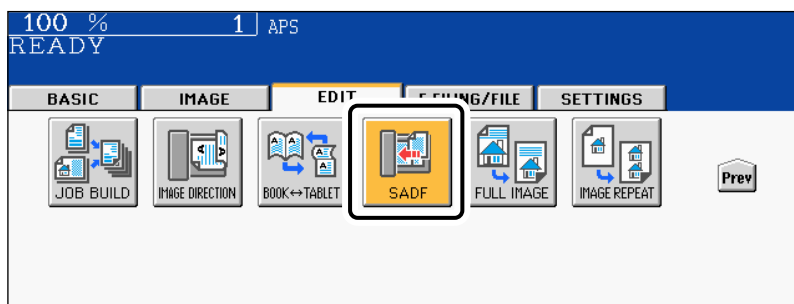 100 % 1 APS
READY
BASIC IMAGE EDIT E-FILING/FILE SETTINGS
JOB BUILD IMAGE DIRECTION BOOK↔TABLET SADF FULL IMAGE IMAGE REPEAT Prev